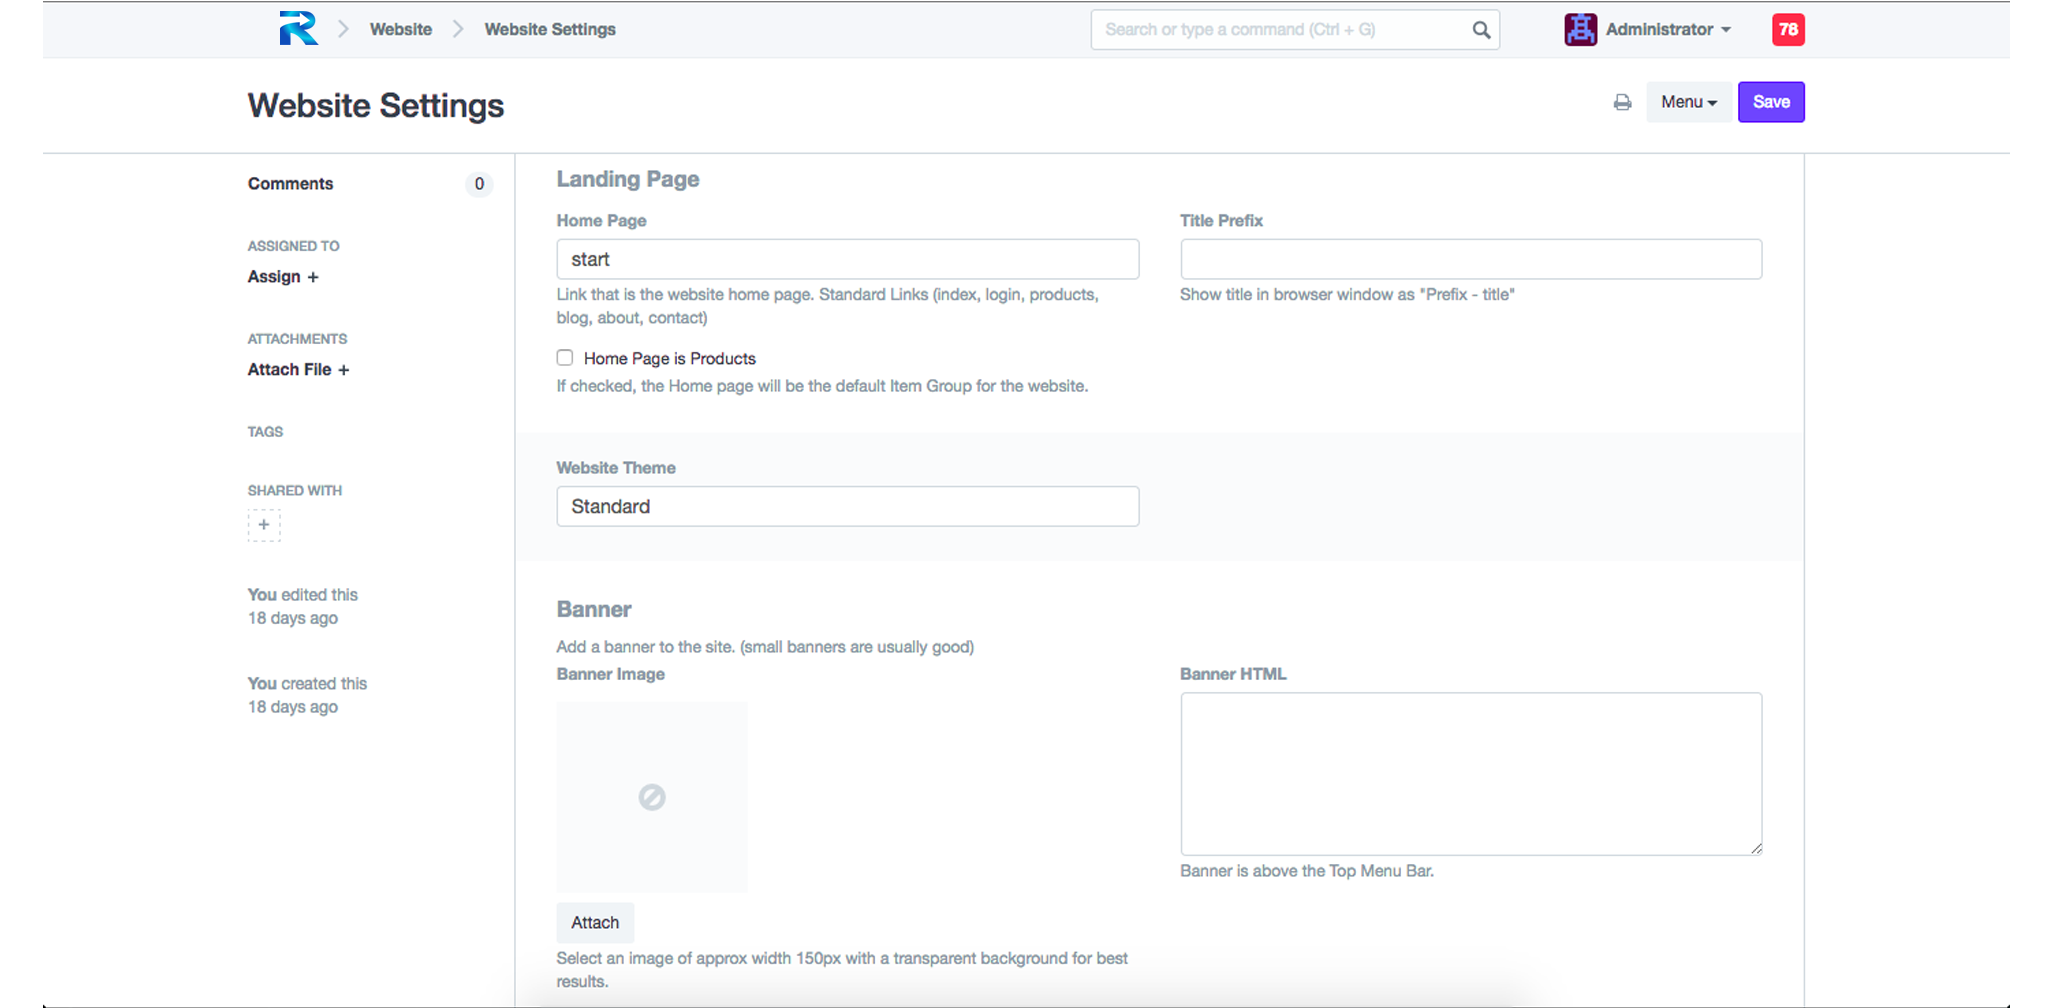 Website
Website Settings
Search or type a command (Ctrl + G)
Administrator
78
Website Settings
Menu
Save
Comments
0
ASSIGNED TO
Assign +
ATTACHMENTS
Attach File +
TAGS
SHARED WITH
+
You edited this
18 days ago
You created this
18 days ago
Landing Page
Home Page
start
Link that is the website home page. Standard Links (index, login, products,
blog, about, contact)
Home Page is Products
If checked, the Home page will be the default Item Group for the website.
Title Prefix
Show title in browser window as "Prefix - title"
Website Theme
Standard
Banner
Add a banner to the site. (small banners are usually good)
Banner Image
Attach
Select an image of approx width 150px with a transparent background for best
results.
Banner HTML
Banner is above the Top Menu Bar.